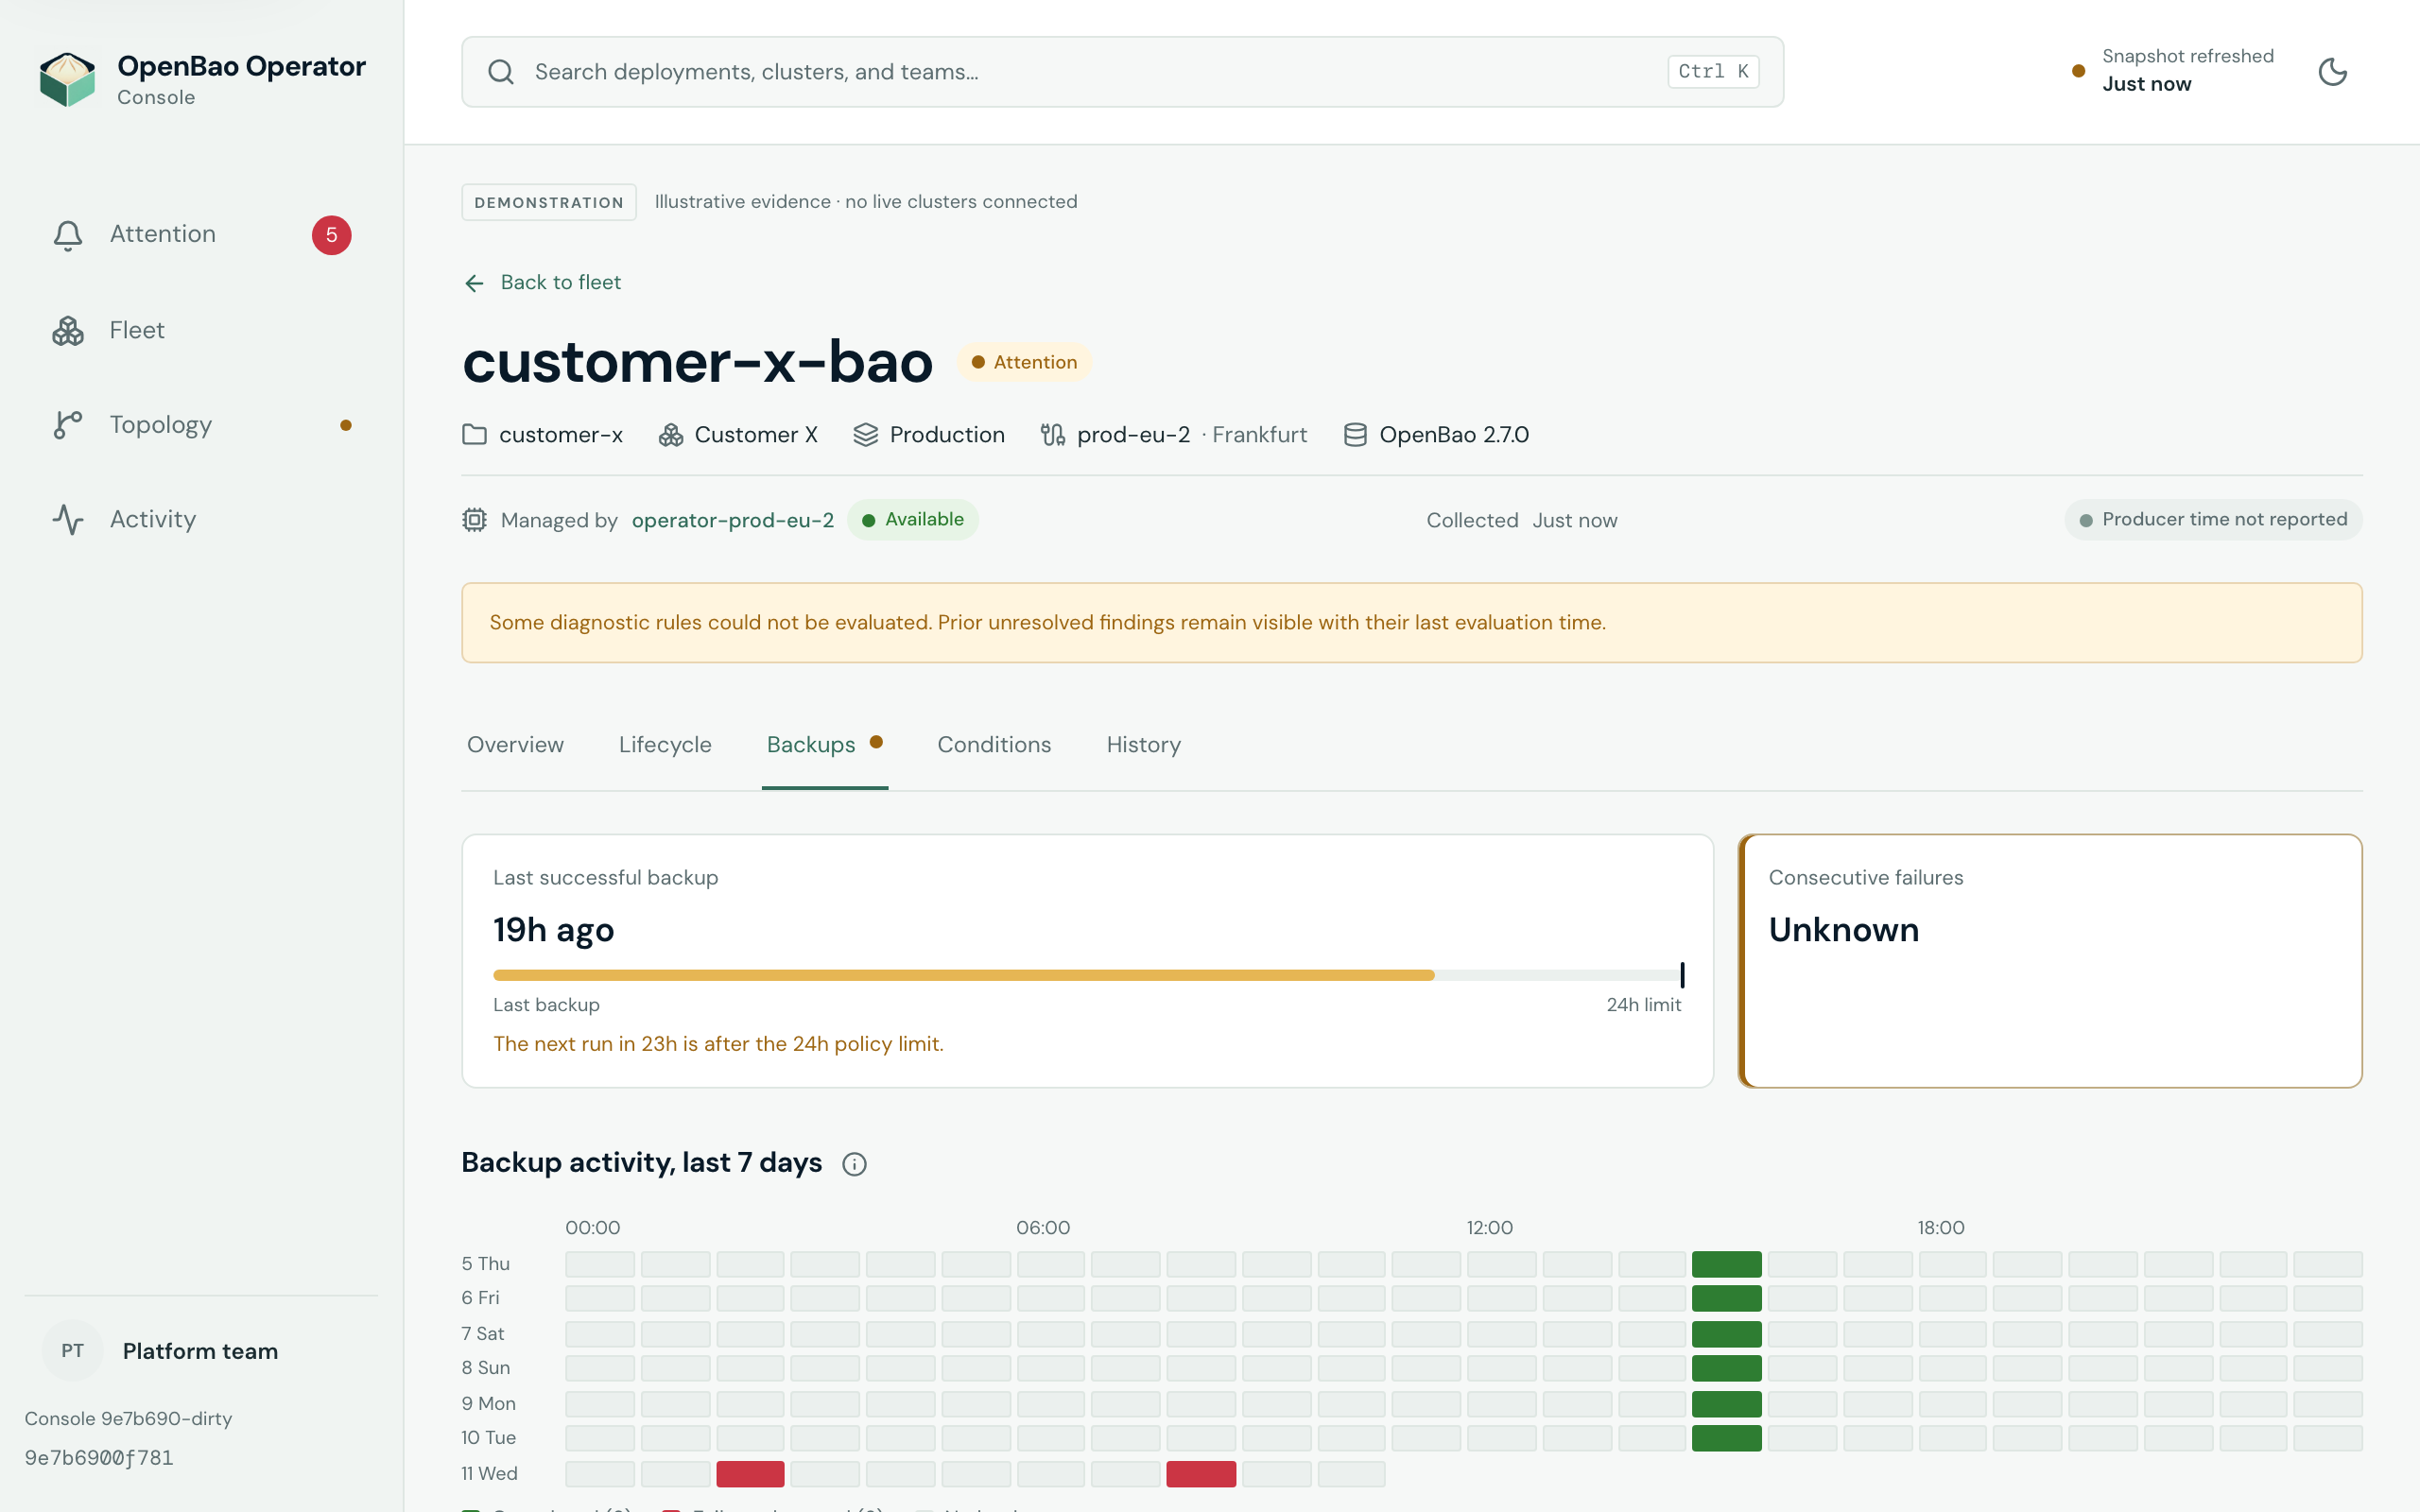 OpenBao Operator
Console
Search deployments, clusters, and teams...
Ctrl K
Snapshot refreshed
Just now
Attention
5
Fleet
Topology
Activity
DEMONSTRATION
Illustrative evidence · no live clusters connected
Back to fleet
customer-x-bao
Attention
customer-x
Customer X
Production
prod-eu-2 · Frankfurt
OpenBao 2.7.0
Managed by operator-prod-eu-2
Available
Collected Just now
Producer time not reported
Some diagnostic rules could not be evaluated. Prior unresolved findings remain visible with their last evaluation time.
Overview
Lifecycle
Backups
Conditions
History
Last successful backup
19h ago
Last backup
24h limit
The next run in 23h is after the 24h policy limit.
Consecutive failures
Unknown
Backup activity, last 7 days
00:00
06:00
12:00
18:00
5 Thu
6 Fri
7 Sat
8 Sun
9 Mon
10 Tue
11 Wed
PT
Platform team
Console 9e7b690-dirty
9e7b6900f781